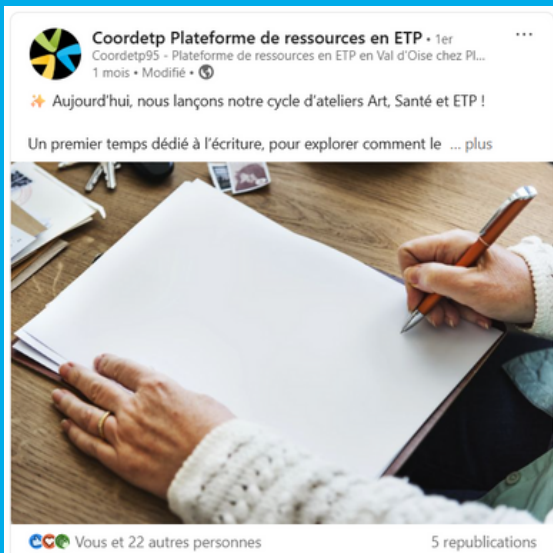 Coordetp Plateforme de ressources en ETP • 1er
Coordetp95 - Plateforme de ressources en ETP en Val d'Oise chez Pl...
1 mois • Modifié •
✨ Aujourd'hui, nous lançons notre cycle d'ateliers Art, Santé et ETP !
Un premier temps dédié à l'écriture, pour explorer comment le ... plus
Vous et 22 autres personnes
5 republications